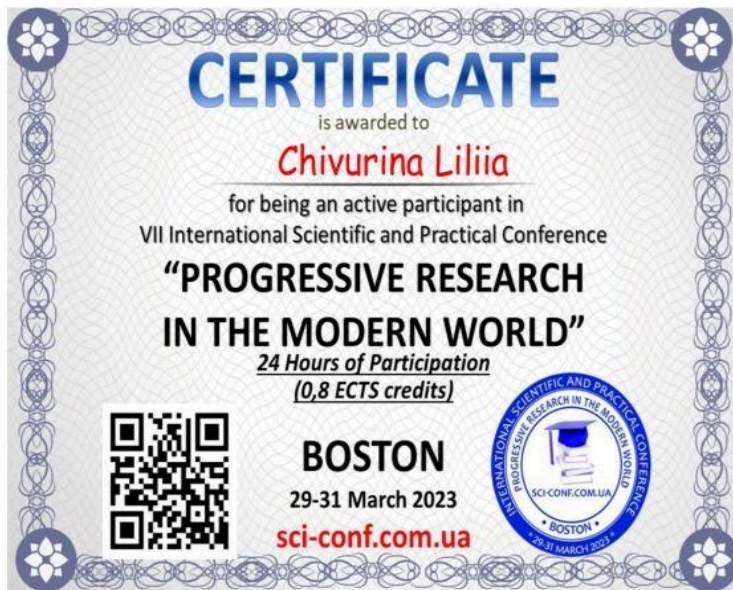 CERTIFICATE
is awarded to
Chivurina Liliia
for being an active participant in
VII International Scientific and Practical Conference
“PROGRESSIVE RESEARCH
IN THE MODERN WORLD”
24 Hours of Participation
(0,8 ECTS credits)
BOSTON
29-31 March 2023
sci-conf.com.ua
INTERNATIONAL SCIENTIFIC AND PRACTICAL CONFERENCE
PROGRESSIVE RESEARCH IN THE MODERN WORLD
SCI-CONF.COM.UA
• BOSTON •
• 29-31 MARCH 2023 •